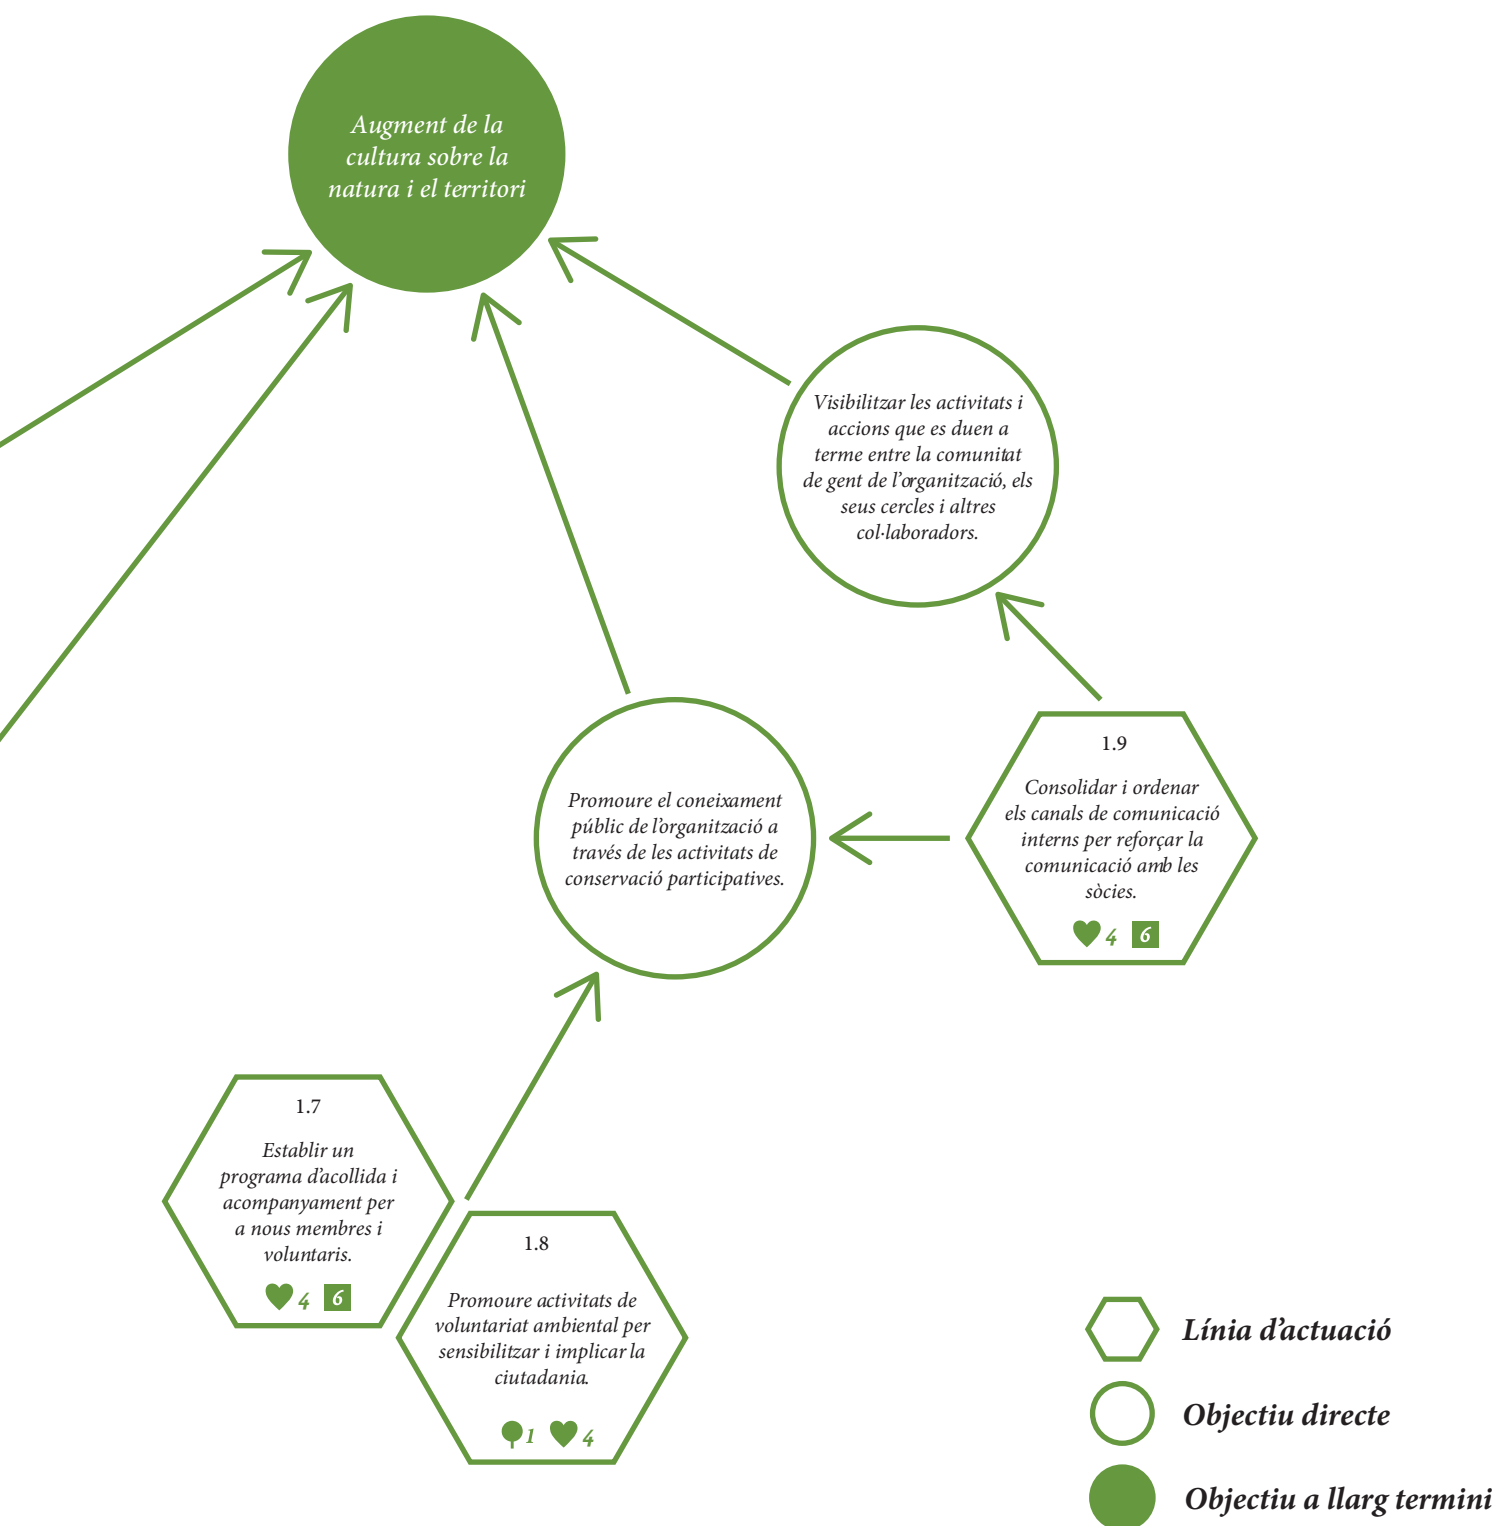 Augment de la
cultura sobre la
natura i el territori
Visibilitzar les activitats i
accions que es duen a
terme entre la comunitat
de gent de l'organització, els
seus cercles i altres
col·laboradors.
Promoure el coneixament
públic de l'organització a
través de les activitats de
conservació participatives.
1.9
Consolidar i ordenar
els canals de comunicació
interns per reforçar la
comunicació amb les
sòcies.
4 6
1.7
Establir un
programa d'acollida i
acompanyament per
a nous membres i
voluntaris.
4 6
1.8
Promoure activitats de
voluntariat ambiental per
sensibilitzar i implicar la
ciutadania.
1 4
Línia d'actuació
Objectiu directe
Objectiu a llarg termini